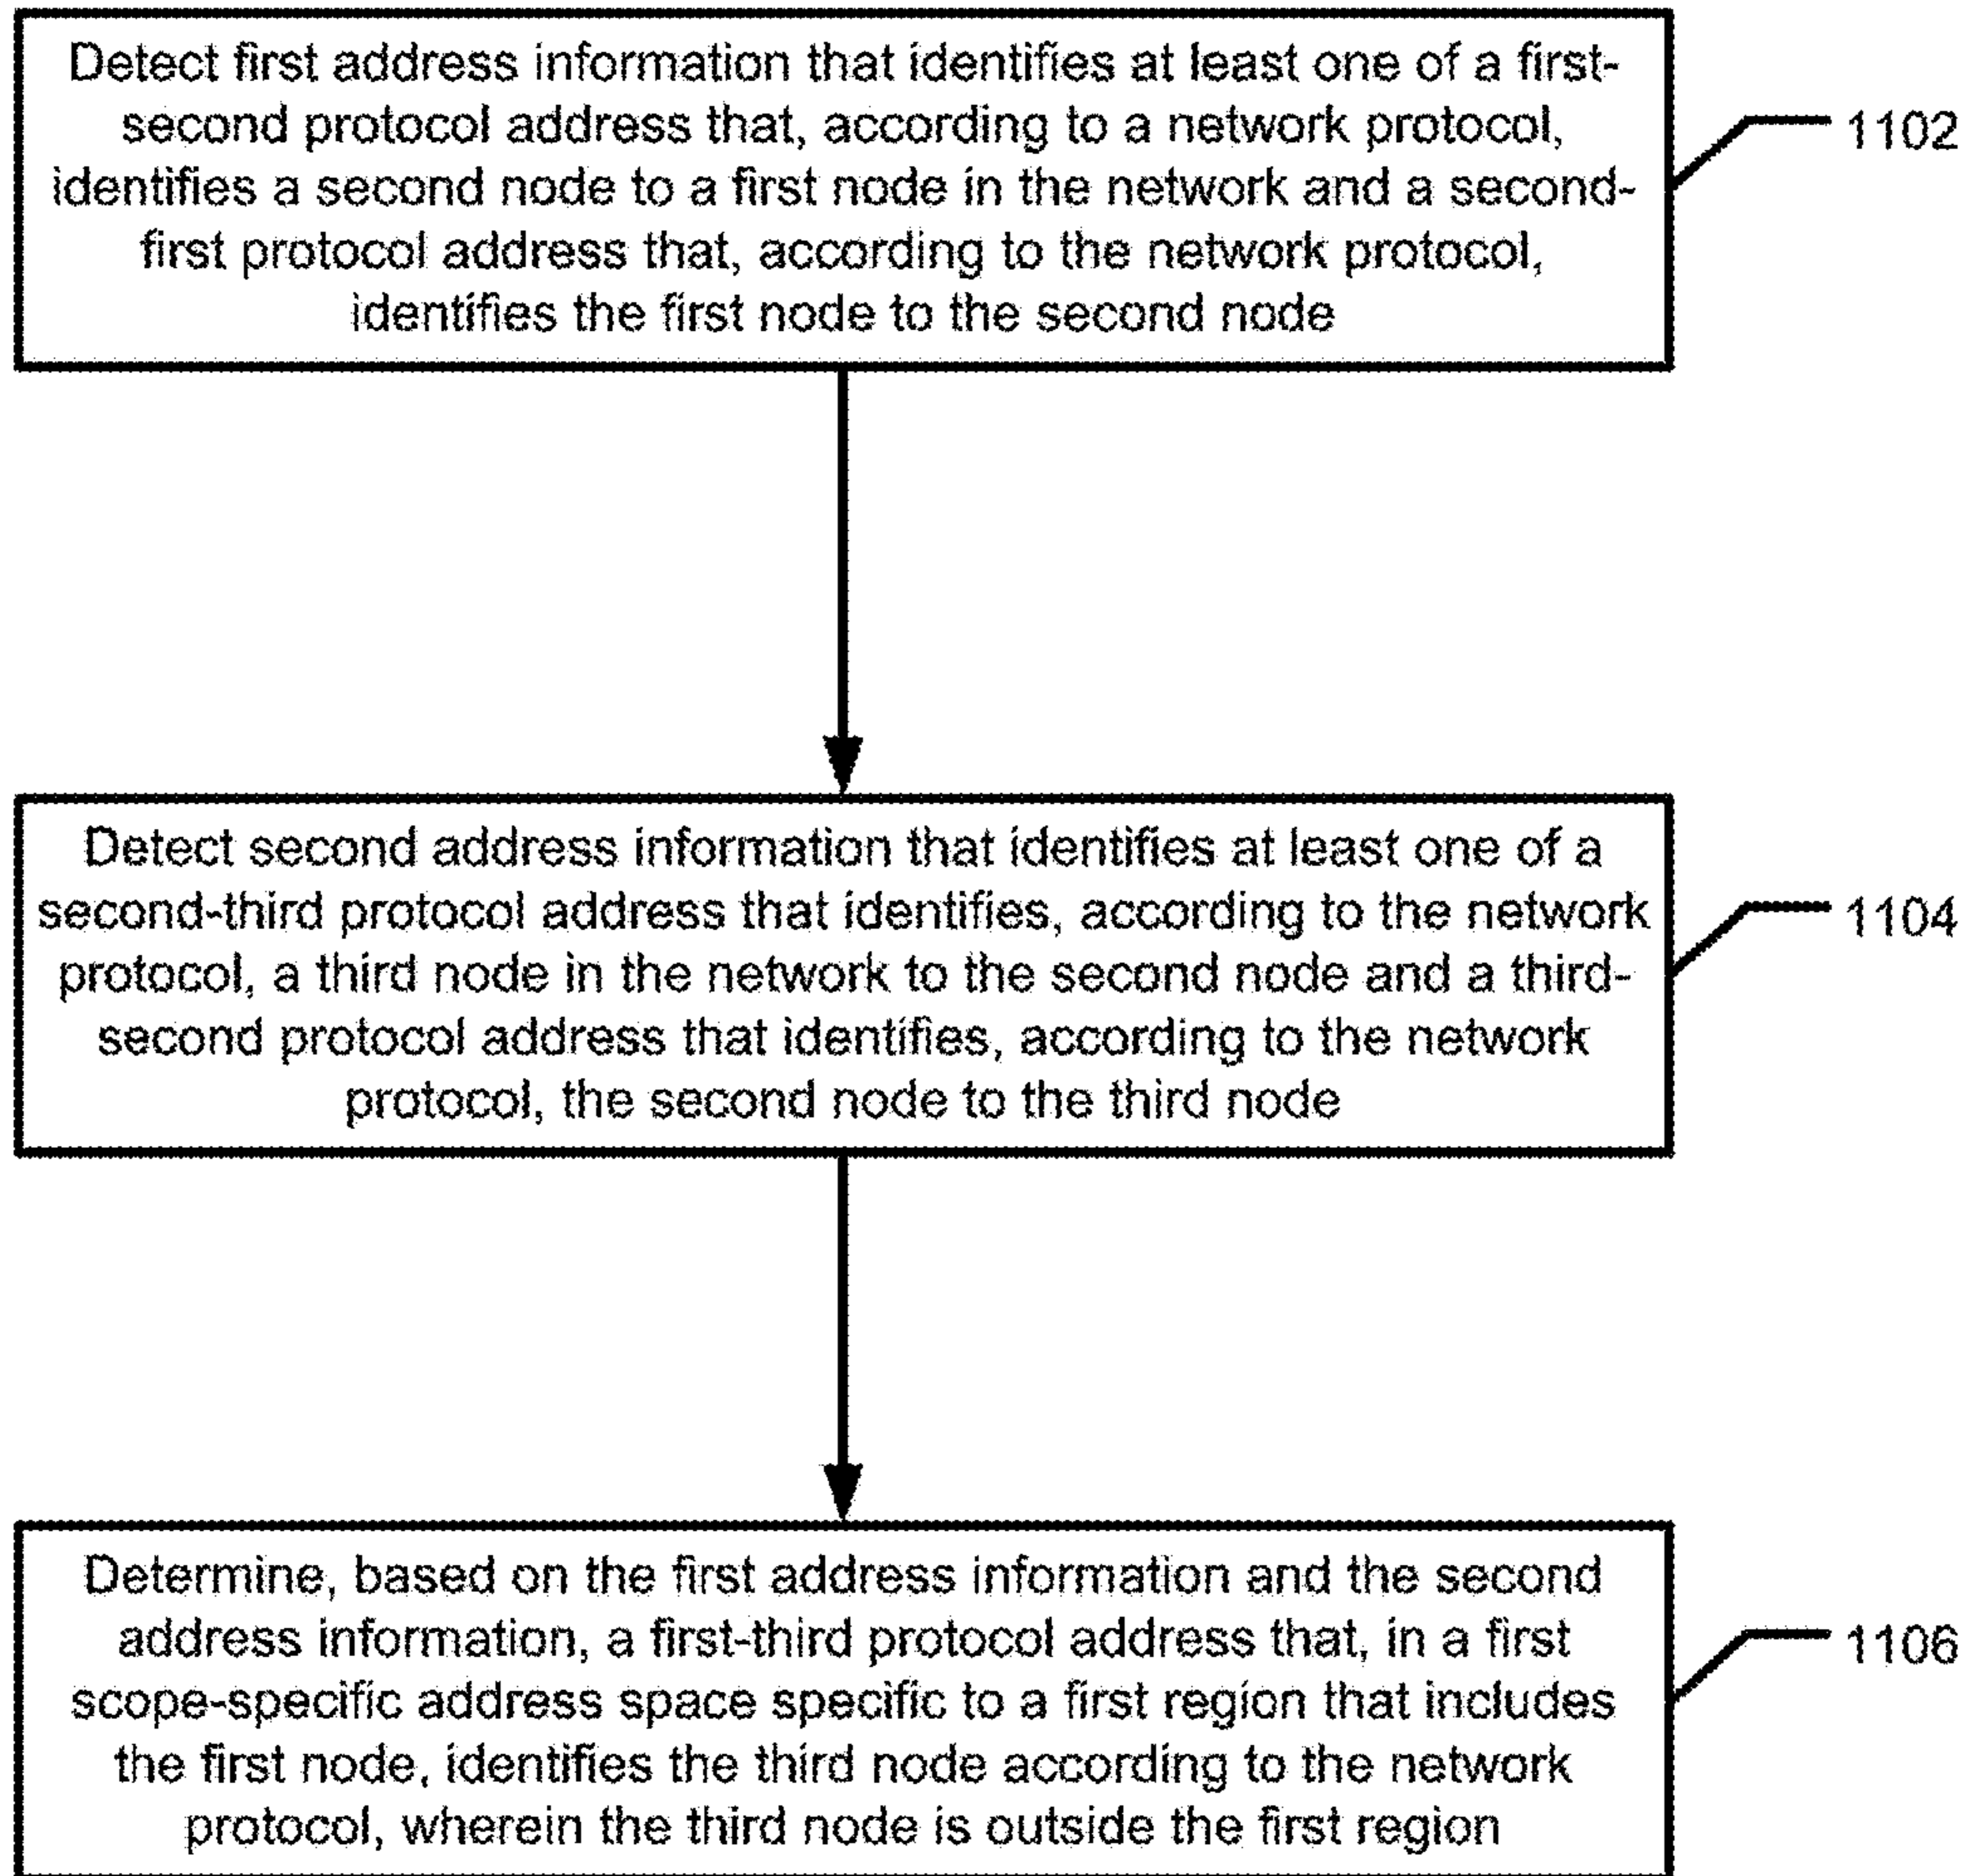 Detect first address information that identifies at least one of a first-
second protocol address that, according to a network protocol,
identifies a second node to a first node in the network and a second-
first protocol address that, according to the network protocol,
identifies the first node to the second node
1102
Detect second address information that identifies at least one of a
second-third protocol address that identifies, according to the network
protocol, a third node in the network to the second node and a third-
second protocol address that identifies, according to the network
protocol, the second node to the third node
1104
Determine, based on the first address information and the second
address information, a first-third protocol address that, in a first
scope-specific address space specific to a first region that includes
the first node, identifies the third node according to the network
protocol, wherein the third node is outside the first region
1106